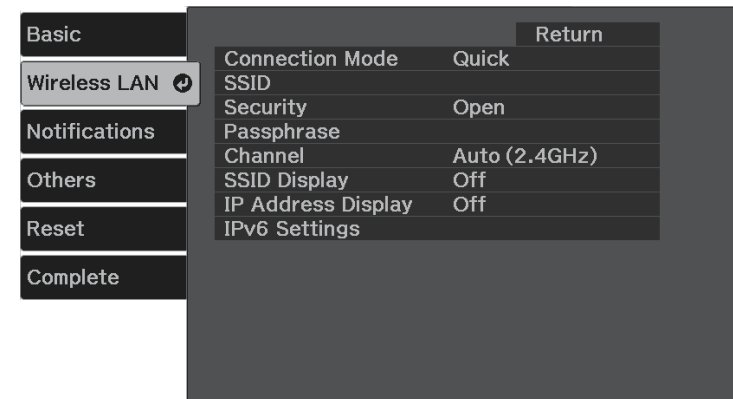 Basic
Wireless LAN
Notifications
Others
Reset
Complete
Return
Connection Mode Quick
SSID
Security Open
Passphrase
Channel Auto (2.4GHz)
SSID Display Off
IP Address Display Off
IPv6 Settings